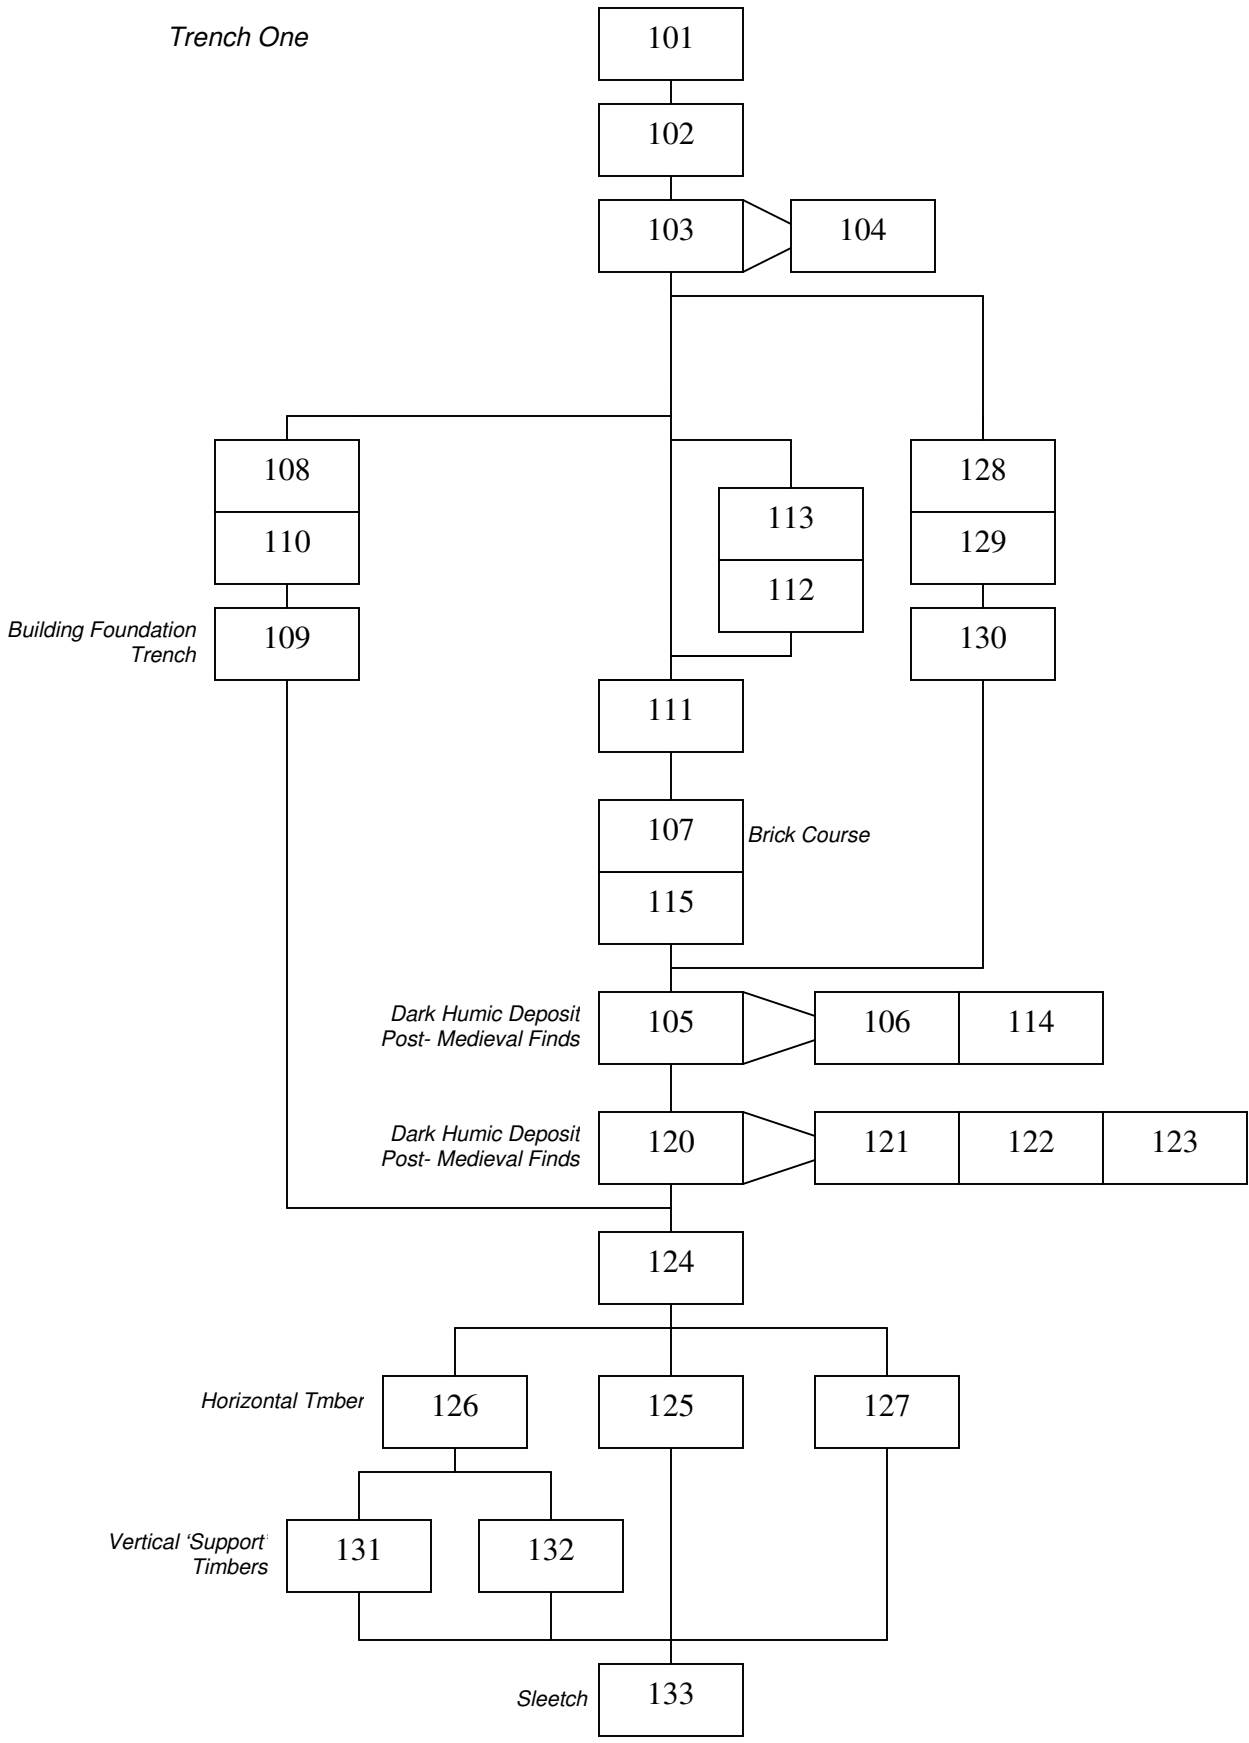 Trench One
101
102
103
104
108
128
113
110
129
112
Building Foundation
Trench
109
130
111
107
Brick Course
115
Dark Humic Deposit
Post- Medieval Finds
105
106
114
Dark Humic Deposit
Post- Medieval Finds
120
121
122
123
124
Horizontal Tmber
126
125
127
Vertical ‘Support’
Timbers
131
132
Sleetch
133